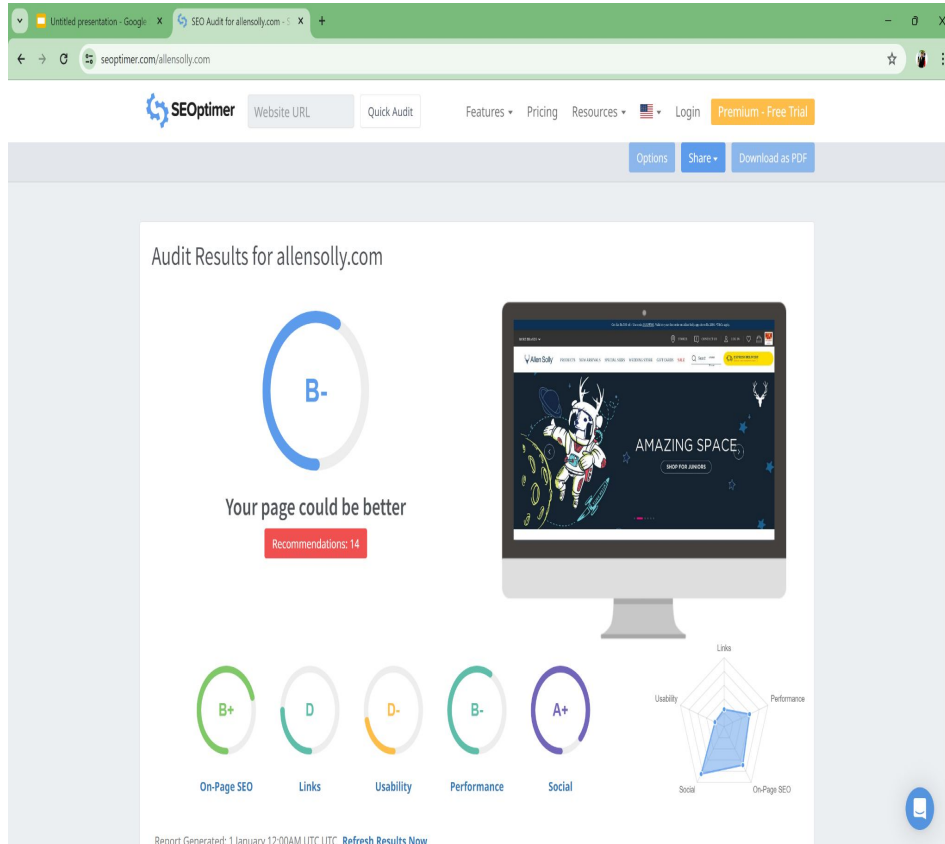 Untitled presentation - Google
SEO Audit for allensolly.com - S
seoptimer.com/allensolly.com
SEOptimer
Website URL
Quick Audit
Features
Pricing
Resources
Login
Premium - Free Trial
Options
Share
Download as PDF
Audit Results for allensolly.com
B-
Your page could be better
Recommendations: 14
Allen Solly
SALE
AMAZING SPACE
SHOP FOR JUNIORS
B+
D
D-
B-
A+
On-Page SEO
Links
Usability
Performance
Social
Links
Usability
Performance
Social
On-Page SEO
Report Generated: 1 January 12:00AM UTC UTC Refresh Results Now